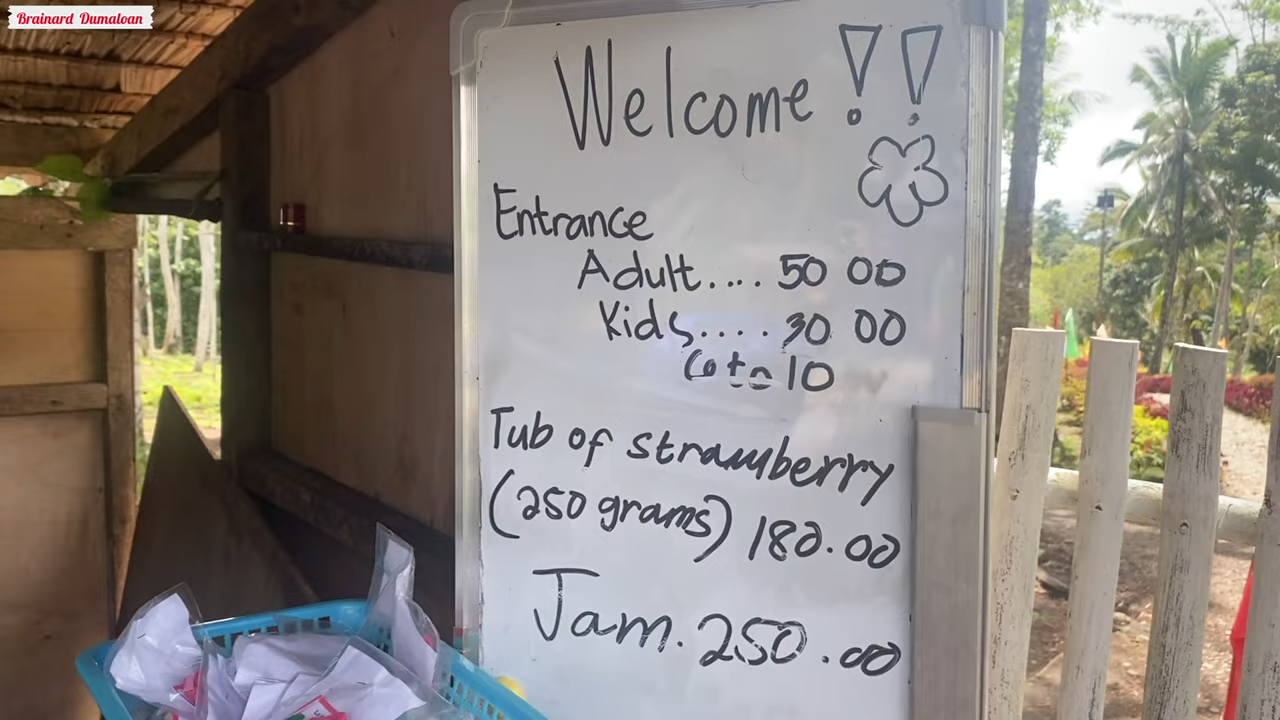 Brainard Dumaloan
Welcome!!
Entrance
Adult.... 50 00
Kids.... 30 00
6 to 10
Tub of strawberry
(250 grams) 180.00
Jam. 250.00